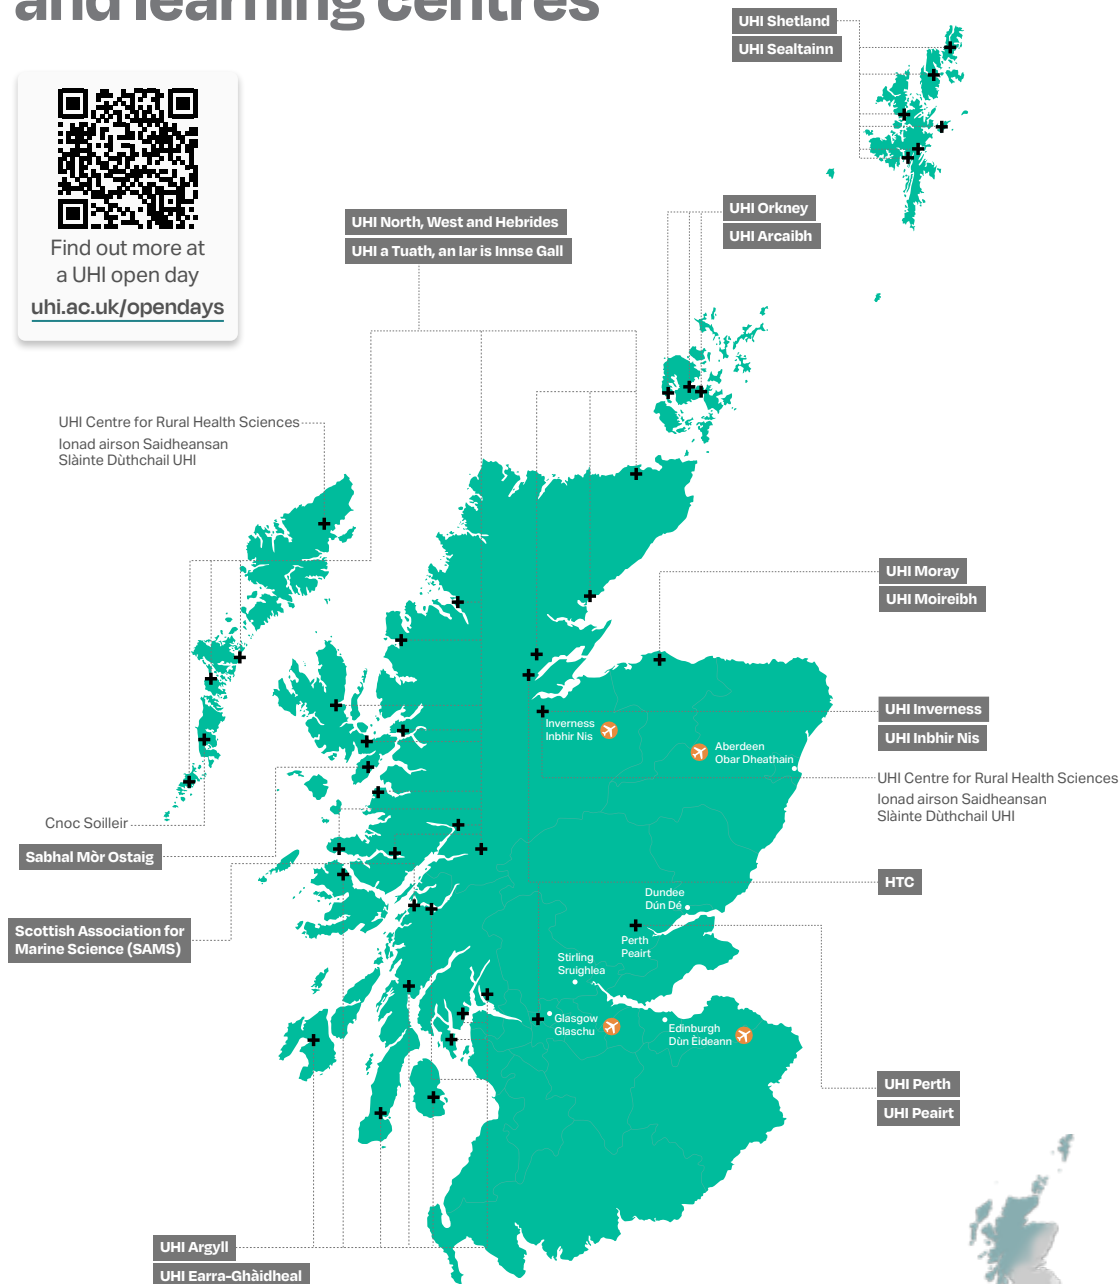 and learning centres
Find out more at
a UHI open day
uhi.ac.uk/opendays
UHI Shetland
UHI Sealtainn
UHI North, West and Hebrides
UHI a Tuath, an Iar is Innse Gall
UHI Orkney
UHI Arcaibh
UHI Centre for Rural Health Sciences
Ionad airson Saidheansan
Slàinte Dùthchail UHI
UHI Moray
UHI Moireibh
UHI Inverness
UHI Inbhir Nis
Inverness
Inbhir Nis
Aberdeen
Obar Dheathain
UHI Centre for Rural Health Sciences
Ionad airson Saidheansan
Slàinte Dùthchail UHI
Cnoc Soilleir
Sabhal Mòr Ostaig
HTC
Dundee
Dún Dé
Scottish Association for
Marine Science (SAMS)
Perth
Peairt
Stirling
Sruighlea
Glasgow
Glaschu
Edinburgh
Dùn Èideann
UHI Perth
UHI Peairt
UHI Argyll
UHI Earra-Ghàidheal